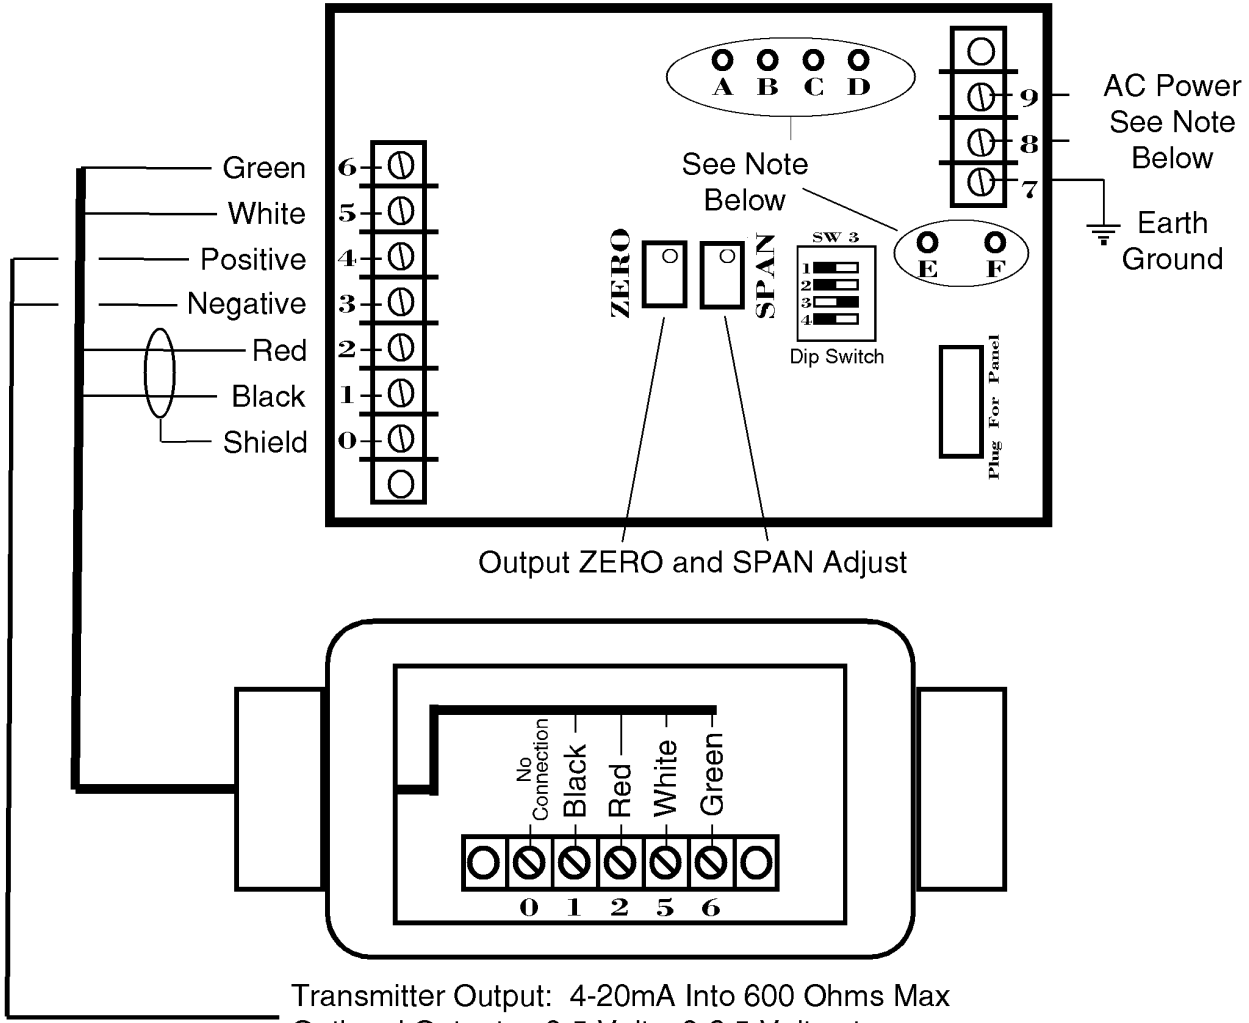 A B C D
9
8
7
AC Power
See Note
Below
Green
White
Positive
Negative
Red
Black
Shield
6
5
4
3
2
1
0
See Note
Below
ZERO
SPAN
SW 3
1
2
3
4
Dip Switch
E F
Earth
Ground
Plug For Panel
Output ZERO and SPAN Adjust
No
Connection
Black
Red
White
Green
0 1 2 5 6
Transmitter Output: 4-20mA Into 600 Ohms Max